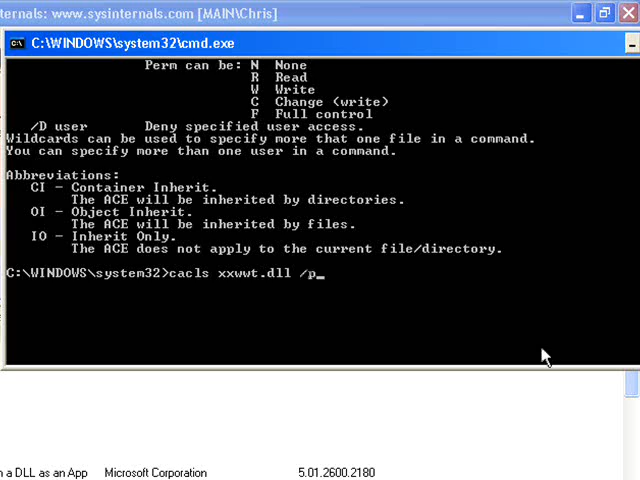 ternals: www.sysinternals.com [MAIN\Chris]
C:\WINDOWS\system32\cmd.exe
Perm can be: N None
R Read
W Write
C Change (write)
F Full control
/D user Deny specified user access.
Wildcards can be used to specify more that one file in a command.
You can specify more than one user in a command.
Abbreviations:
CI - Container Inherit.
The ACE will be inherited by directories.
OI - Object Inherit.
The ACE will be inherited by files.
IO - Inherit Only.
The ACE does not apply to the current file/directory.
C:\WINDOWS\system32>cacls xxwwt.dll /p_
n a DLL as an App Microsoft Corporation 5.01.2600.2180